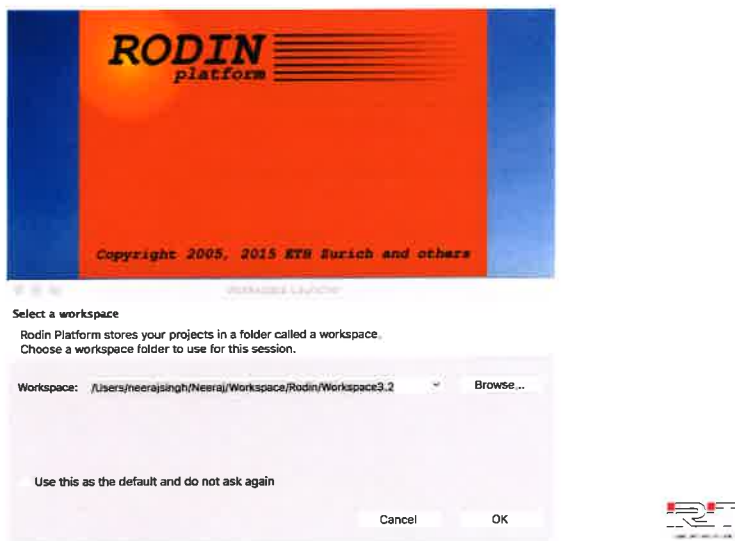 RODIN
platform
Copyright 2005, 2015 ETH Zurich and others
Workspace Launcher
Select a workspace
Rodin Platform stores your projects in a folder called a workspace.
Choose a workspace folder to use for this session.
Workspace: /Users/neerajsingh/Neeraj/Workspace/Rodin/Workspace3.2 Browse...
Use this as the default and do not ask again
Cancel OK